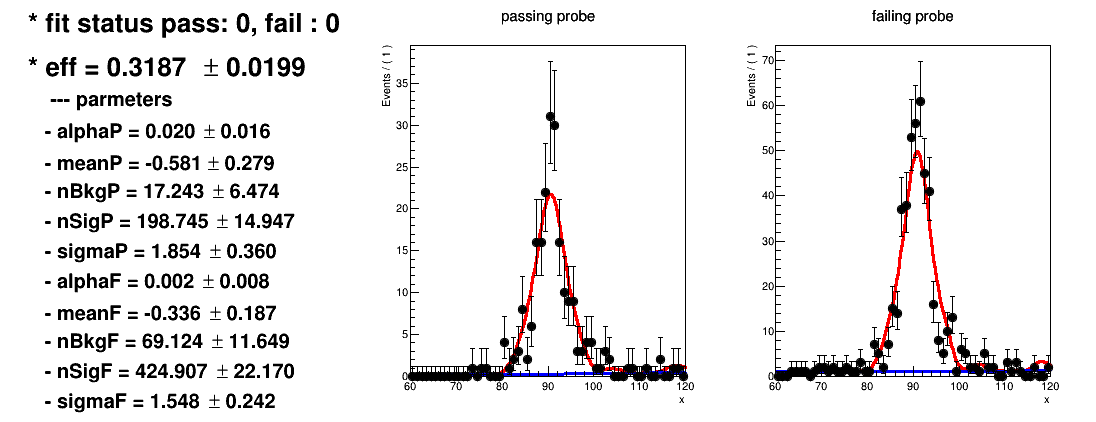 * fit status pass: 0, fail : 0
* eff = 0.3187 ± 0.0199
--- parmeters
- alphaP = 0.020 ± 0.016
- meanP = -0.581 ± 0.279
- nBkgP = 17.243 ± 6.474
- nSigP = 198.745 ± 14.947
- sigmaP = 1.854 ± 0.360
- alphaF = 0.002 ± 0.008
- meanF = -0.336 ± 0.187
- nBkgF = 69.124 ± 11.649
- nSigF = 424.907 ± 22.170
- sigmaF = 1.548 ± 0.242
passing probe
Events / ( 1 )
35
30
25
20
15
10
5
0
60 70 80 90 100 110 120
x
failing probe
Events / ( 1 )
70
60
50
40
30
20
10
0
60 70 80 90 100 110 120
x